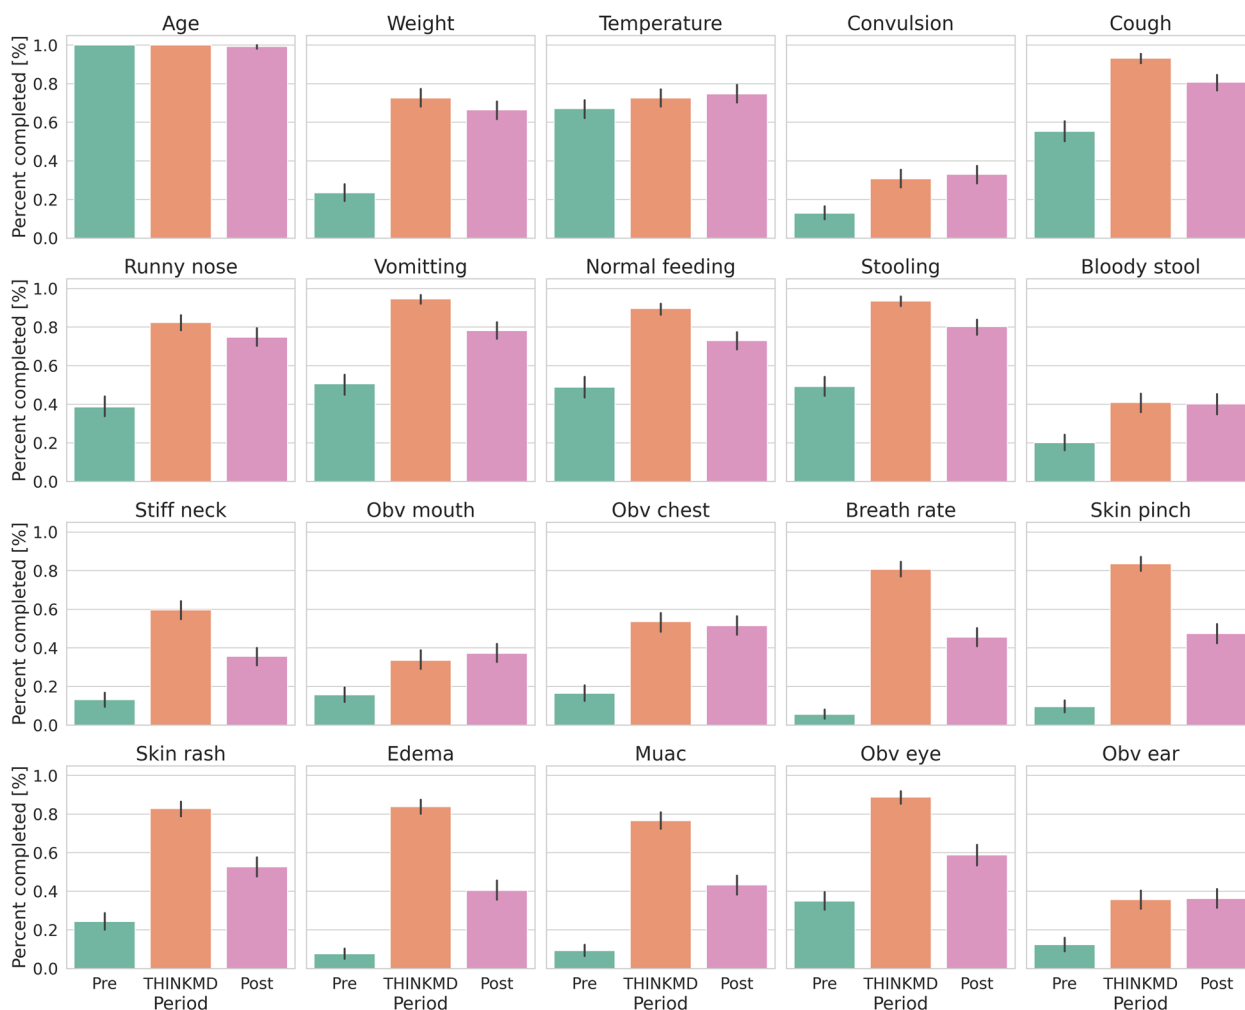 Age Weight Temperature Convulsion Cough
Percent completed [%]
1.0
0.8
0.6
0.4
0.2
0.0
Runny nose Vomitting Normal feeding Stooling Bloody stool
Percent completed [%]
1.0
0.8
0.6
0.4
0.2
0.0
Stiff neck Obv mouth Obv chest Breath rate Skin pinch
Percent completed [%]
1.0
0.8
0.6
0.4
0.2
0.0
Skin rash Edema Muac Obv eye Obv ear
Percent completed [%]
1.0
0.8
0.6
0.4
0.2
0.0
Pre THINKMD Post Pre THINKMD Post Pre THINKMD Post Pre THINKMD Post Pre THINKMD Post
Period Period Period Period Period